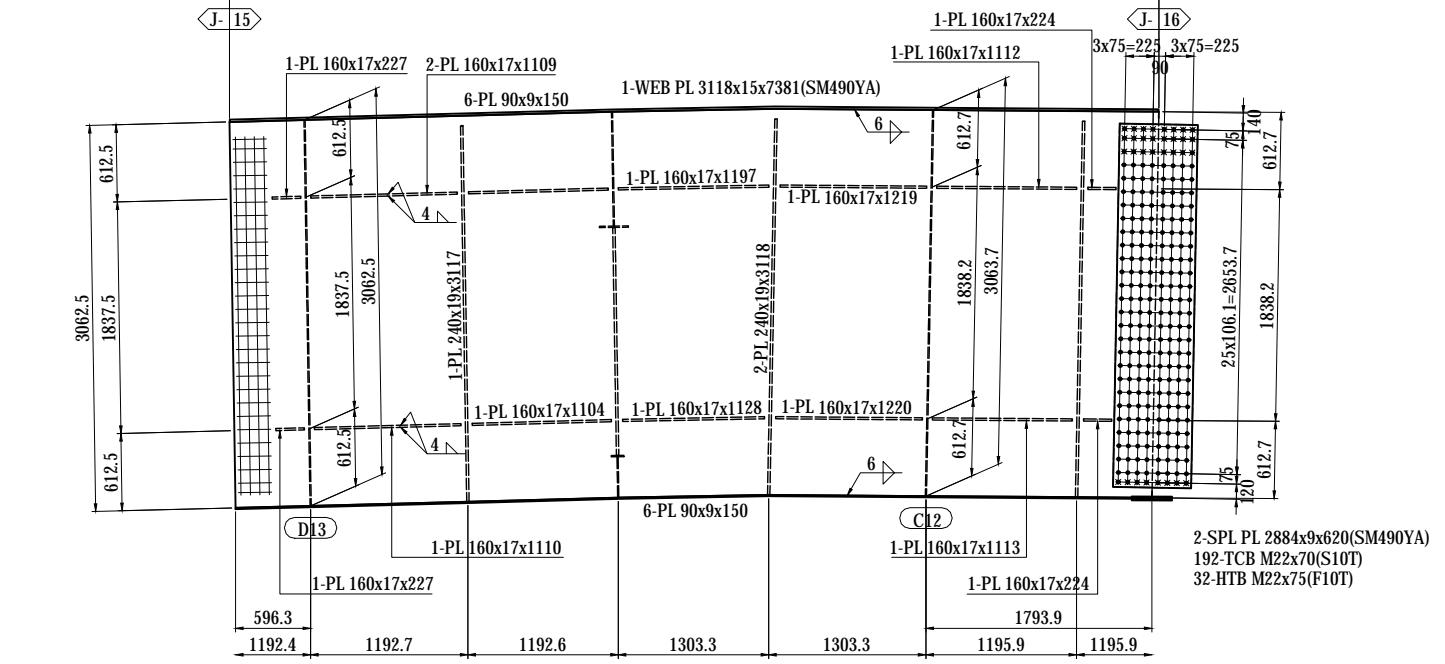 J- 15
J- 16
1-PL 160x17x224
3x75=225
3x75=225
90
1-PL 160x17x227
2-PL 160x17x1109
1-PL 160x17x1112
1-WEB PL 3118x15x7381(SM490YA)
6-PL 90x9x150
6
140
75
612.5
612.5
612.7
612.7
1-PL 160x17x1197
1-PL 160x17x1219
4
3062.5
1837.5
1837.5
3062.5
1-PL 240x19x3117
2-PL 240x19x3118
1838.2
3063.7
25x106.1=2653.7
1838.2
1-PL 160x17x1104
1-PL 160x17x1128
1-PL 160x17x1220
4
612.5
612.5
612.7
612.7
6
75
120
6-PL 90x9x150
D13
C12
1-PL 160x17x1110
1-PL 160x17x1113
2-SPL PL 2884x9x620(SM490YA)
192-TCB M22x70(S10T)
32-HTB M22x75(F10T)
1-PL 160x17x227
1-PL 160x17x224
596.3
1793.9
1192.4
1192.7
1192.6
1303.3
1303.3
1195.9
1195.9